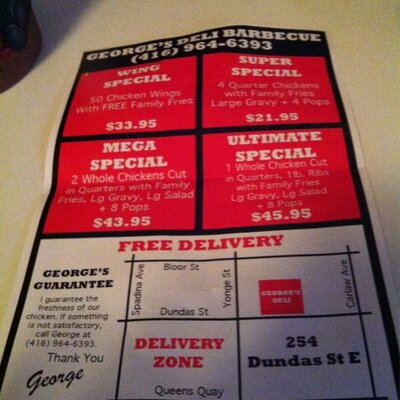 GEORGE'S DELI BARBECUE
(416) 964-6393
WING
SPECIAL
50 Chicken Wings
With FREE Family Fries
$33.95
SUPER
SPECIAL
4 Quarter Chickens
with Family Fries
Large Gravy + 4 Pops
$21.95
MEGA
SPECIAL
2 Whole Chickens Cut
in Quarters with Family
Fries, Lg Gravy, Lg Salad
+ 8 Pops
$43.95
ULTIMATE
SPECIAL
1 Whole Chicken Cut
in Quarters, 1lb. Ribs
with Family Fries
Lg Gravy, Lg Salad
+ 8 Pops
$45.95
FREE DELIVERY
GEORGE'S
GUARANTEE
I guarantee the
freshness of our
chicken. If something
is not satisfactory,
call George at
(416) 964-6393.
Thank You
George
Spadina Ave
Bloor St
Yonge St
GEORGE'S
DELI
Carlaw Ave
Dundas St
DELIVERY
ZONE
254
Dundas St E
Queens Quay